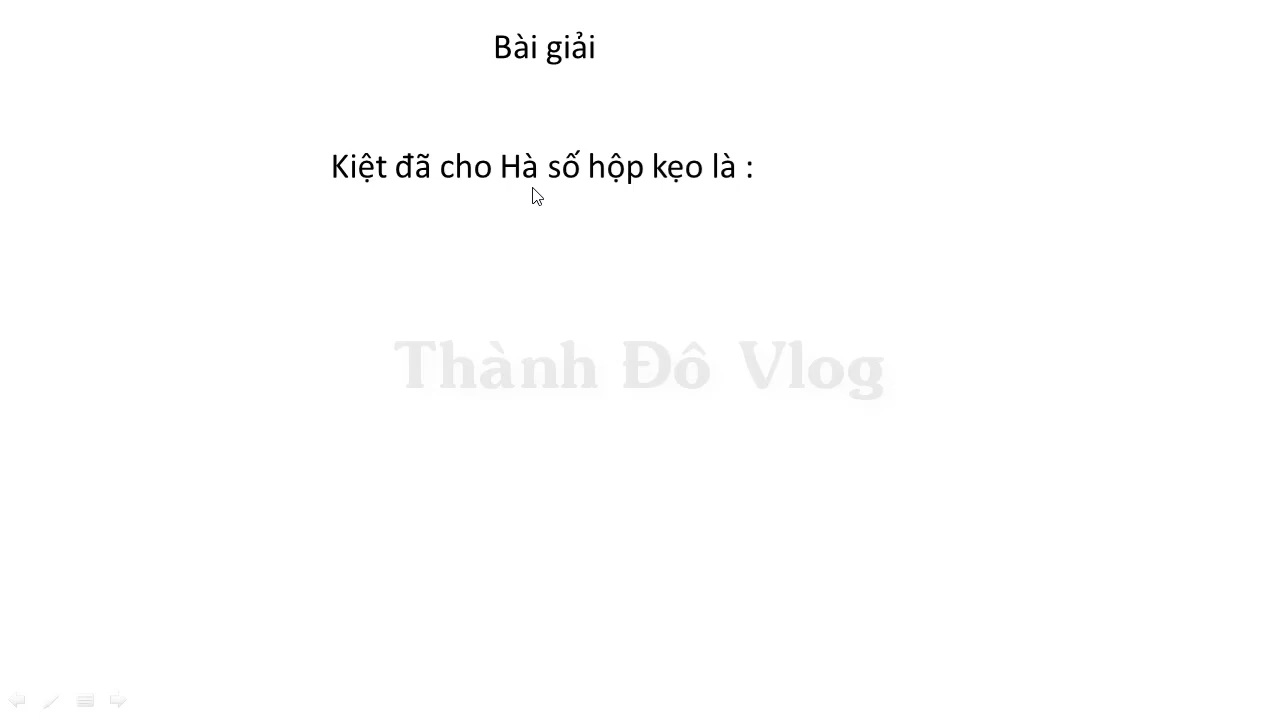 Bài giải
Kiệt đã cho Hà số hộp kẹo là :
Thành Đô Vlog